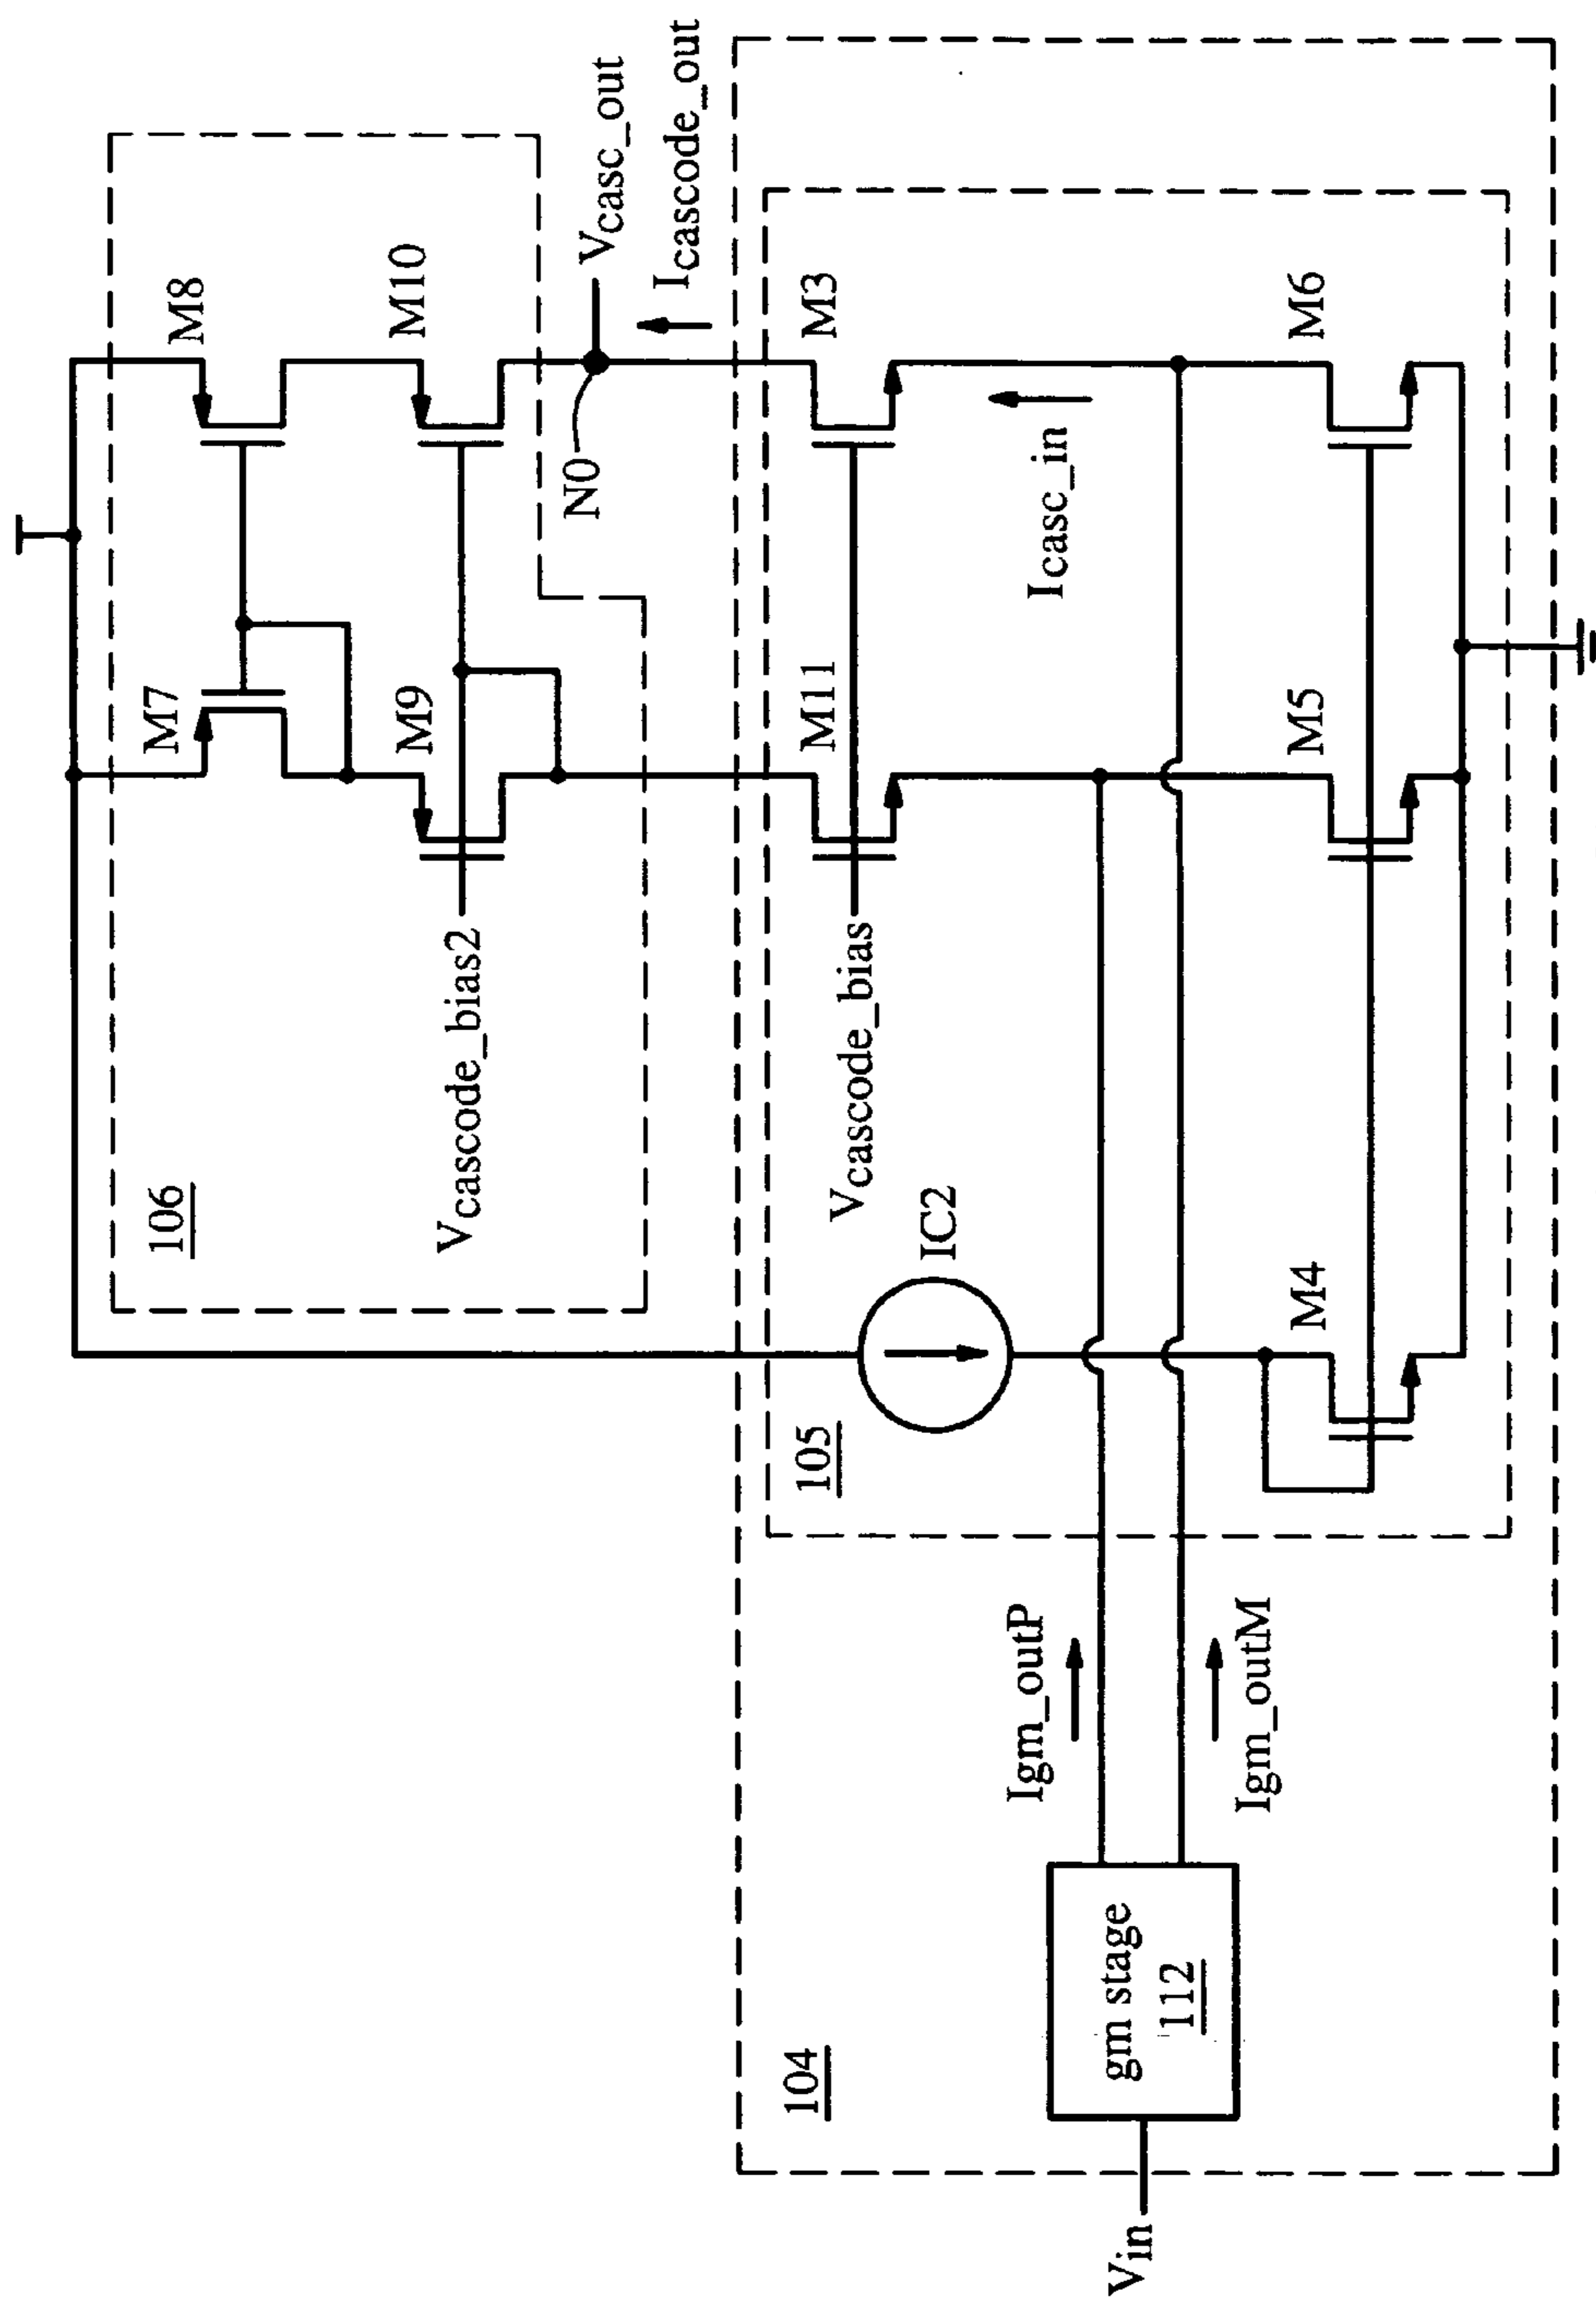 106
M7
M8
M9
M10
Vcascode_bias2
N0
Vcasc_out
Icascode_out
104
105
IC2
Vcascode_bias
M11
M3
Icasc_in
M4
M5
M6
Igm_outP
Igm_outM
gm stage
112
Vin